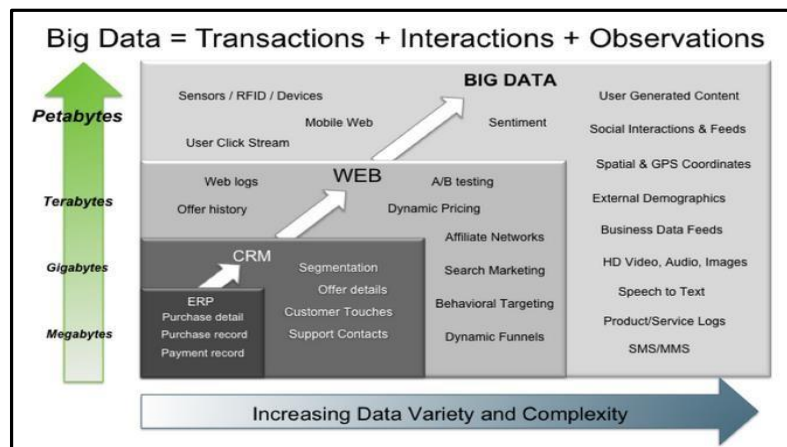 Big Data = Transactions + Interactions + Observations
Petabytes
Terabytes
Gigabytes
Megabytes
BIG DATA
Sensors / RFID / Devices
Mobile Web
Sentiment
User Click Stream
User Generated Content
Social Interactions & Feeds
Spatial & GPS Coordinates
External Demographics
Business Data Feeds
HD Video, Audio, Images
Speech to Text
Product/Service Logs
SMS/MMS
WEB
Web logs
A/B testing
Offer history
Dynamic Pricing
Affiliate Networks
Search Marketing
Behavioral Targeting
Dynamic Funnels
CRM
Segmentation
Offer details
Customer Touches
Support Contacts
ERP
Purchase detail
Purchase record
Payment record
Increasing Data Variety and Complexity